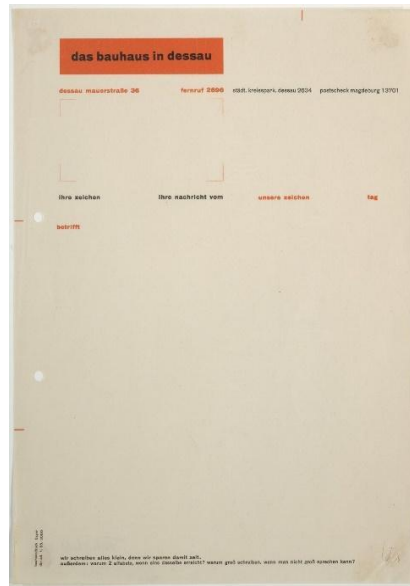 das bauhaus in dessau
dessau mauerstraße 36 fernruf 2696 städt. kreissspark. dessau 2634 postscheck magdeburg 13701
ihre zeichen ihre nachricht vom unsere zeichen tag
betrifft
wir schreiben alles klein, denn wir sparen damit zeit.
außerdem: warum 2 alfabete, wenn eins dasselbe erreicht? warum groß schreiben, wenn man nicht groß sprechen kann?